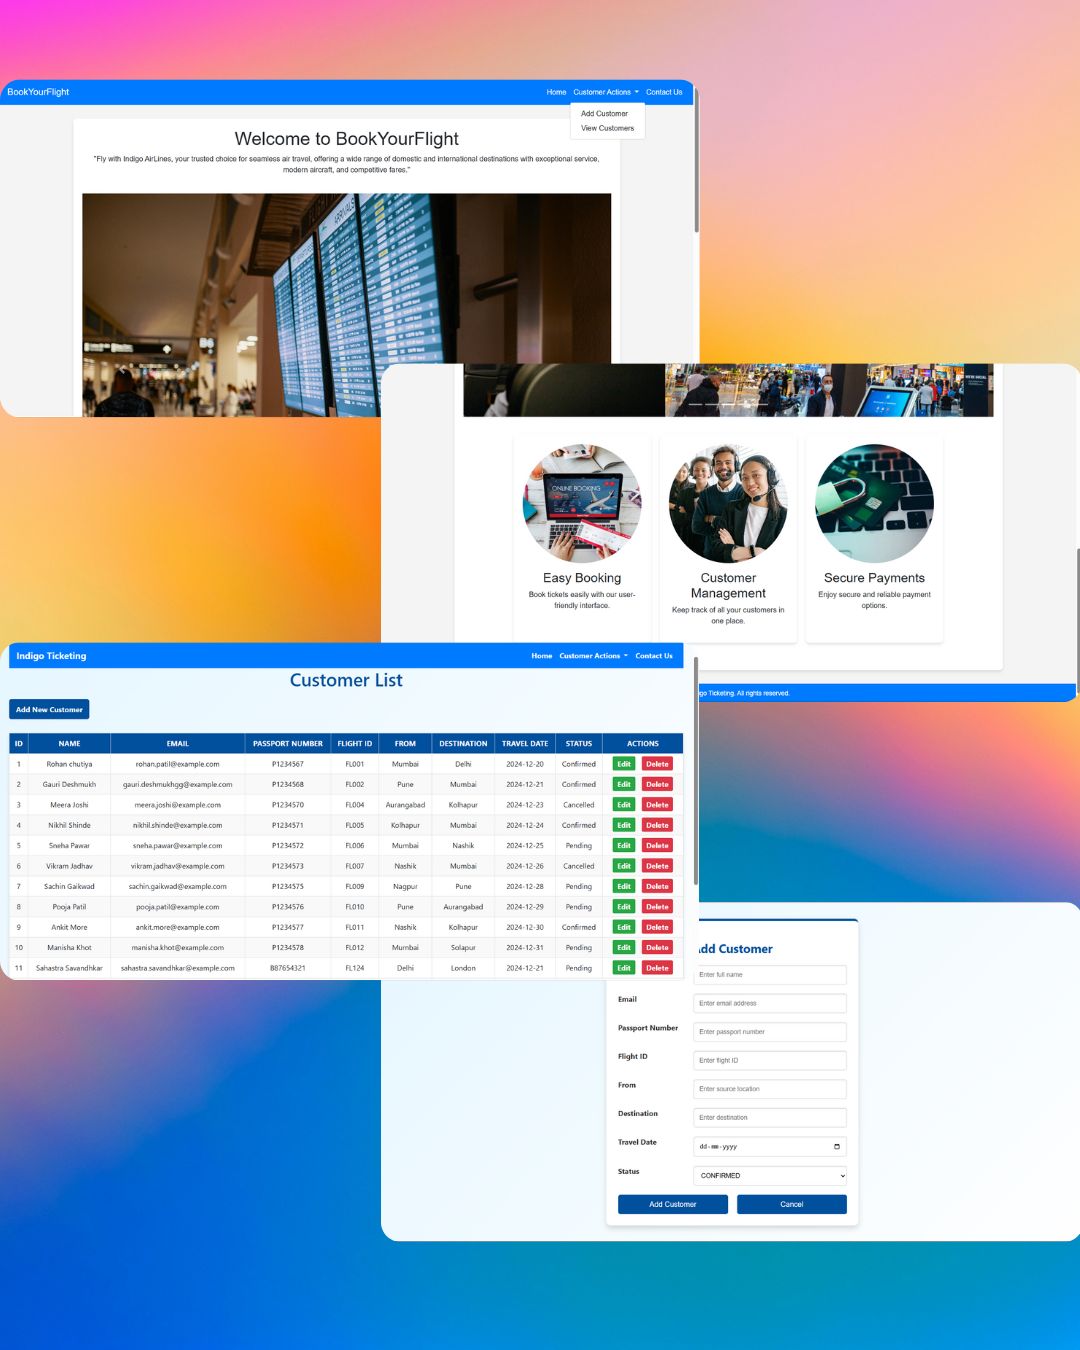 BookYourFlight
Home Customer Actions Contact Us
Add Customer
View Customers
Welcome to BookYourFlight
"Fly with Indigo AirLines, your trusted choice for seamless air travel, offering a wide range of domestic and international destinations with exceptional service,
modern aircraft, and competitive fares."
ARRIVALS
B6
ONLINE BOOKING
Easy Booking
Book tickets easily with our user-
friendly interface.
Customer
Management
Keep track of all your customers in
one place.
Secure Payments
Enjoy secure and reliable payment
options.
go Ticketing. All rights reserved.
Indigo Ticketing
Home Customer Actions Contact Us
Customer List
Add New Customer
ID NAME EMAIL PASSPORT NUMBER FLIGHT ID FROM DESTINATION TRAVEL DATE STATUS ACTIONS
1 Rohan chutiya rohan.patil@example.com P1234567 FL001 Mumbai Delhi 2024-12-20 Confirmed Edit Delete
2 Gauri Deshmukh gauri.deshmukhgg@example.com P1234568 FL002 Pune Mumbai 2024-12-21 Confirmed Edit Delete
3 Meera Joshi meera.joshi@example.com P1234570 FL004 Aurangabad Kolhapur 2024-12-23 Cancelled Edit Delete
4 Nikhil Shinde nikhil.shinde@example.com P1234571 FL005 Kolhapur Mumbai 2024-12-24 Confirmed Edit Delete
5 Sneha Pawar sneha.pawar@example.com P1234572 FL006 Mumbai Nashik 2024-12-25 Pending Edit Delete
6 Vikram Jadhav vikram.jadhav@example.com P1234573 FL007 Nashik Mumbai 2024-12-26 Cancelled Edit Delete
7 Sachin Gaikwad sachin.gaikwad@example.com P1234575 FL009 Nagpur Pune 2024-12-28 Pending Edit Delete
8 Pooja Patil pooja.patil@example.com P1234576 FL010 Pune Aurangabad 2024-12-29 Pending Edit Delete
9 Ankit More ankit.more@example.com P1234577 FL011 Nashik Kolhapur 2024-12-30 Confirmed Edit Delete
10 Manisha Khot manisha.khot@example.com P1234578 FL012 Mumbai Solapur 2024-12-31 Pending Edit Delete
11 Sahastra Savandhkar sahastra.savandhkar@example.com B87654321 FL124 Delhi London 2024-12-21 Pending Edit Delete
dd Customer
Enter full name
Email Enter email address
Passport Number Enter passport number
Flight ID Enter flight ID
From Enter source location
Destination Enter destination
Travel Date dd-mm-yyyy
Status CONFIRMED
Add Customer Cancel